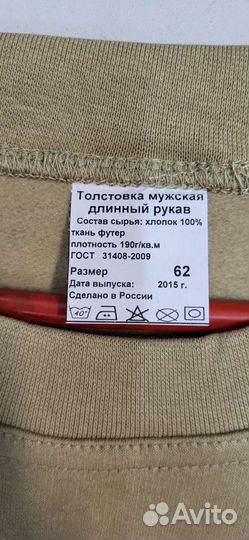 Толстовка мужская
длинный рукав
Состав сырья: хлопок 100%
ткань футер
плотность 190г/кв.м
ГОСТ 31408-2009
Размер 62
Дата выпуска: 2015 г.
Сделано в России
40°
Avito